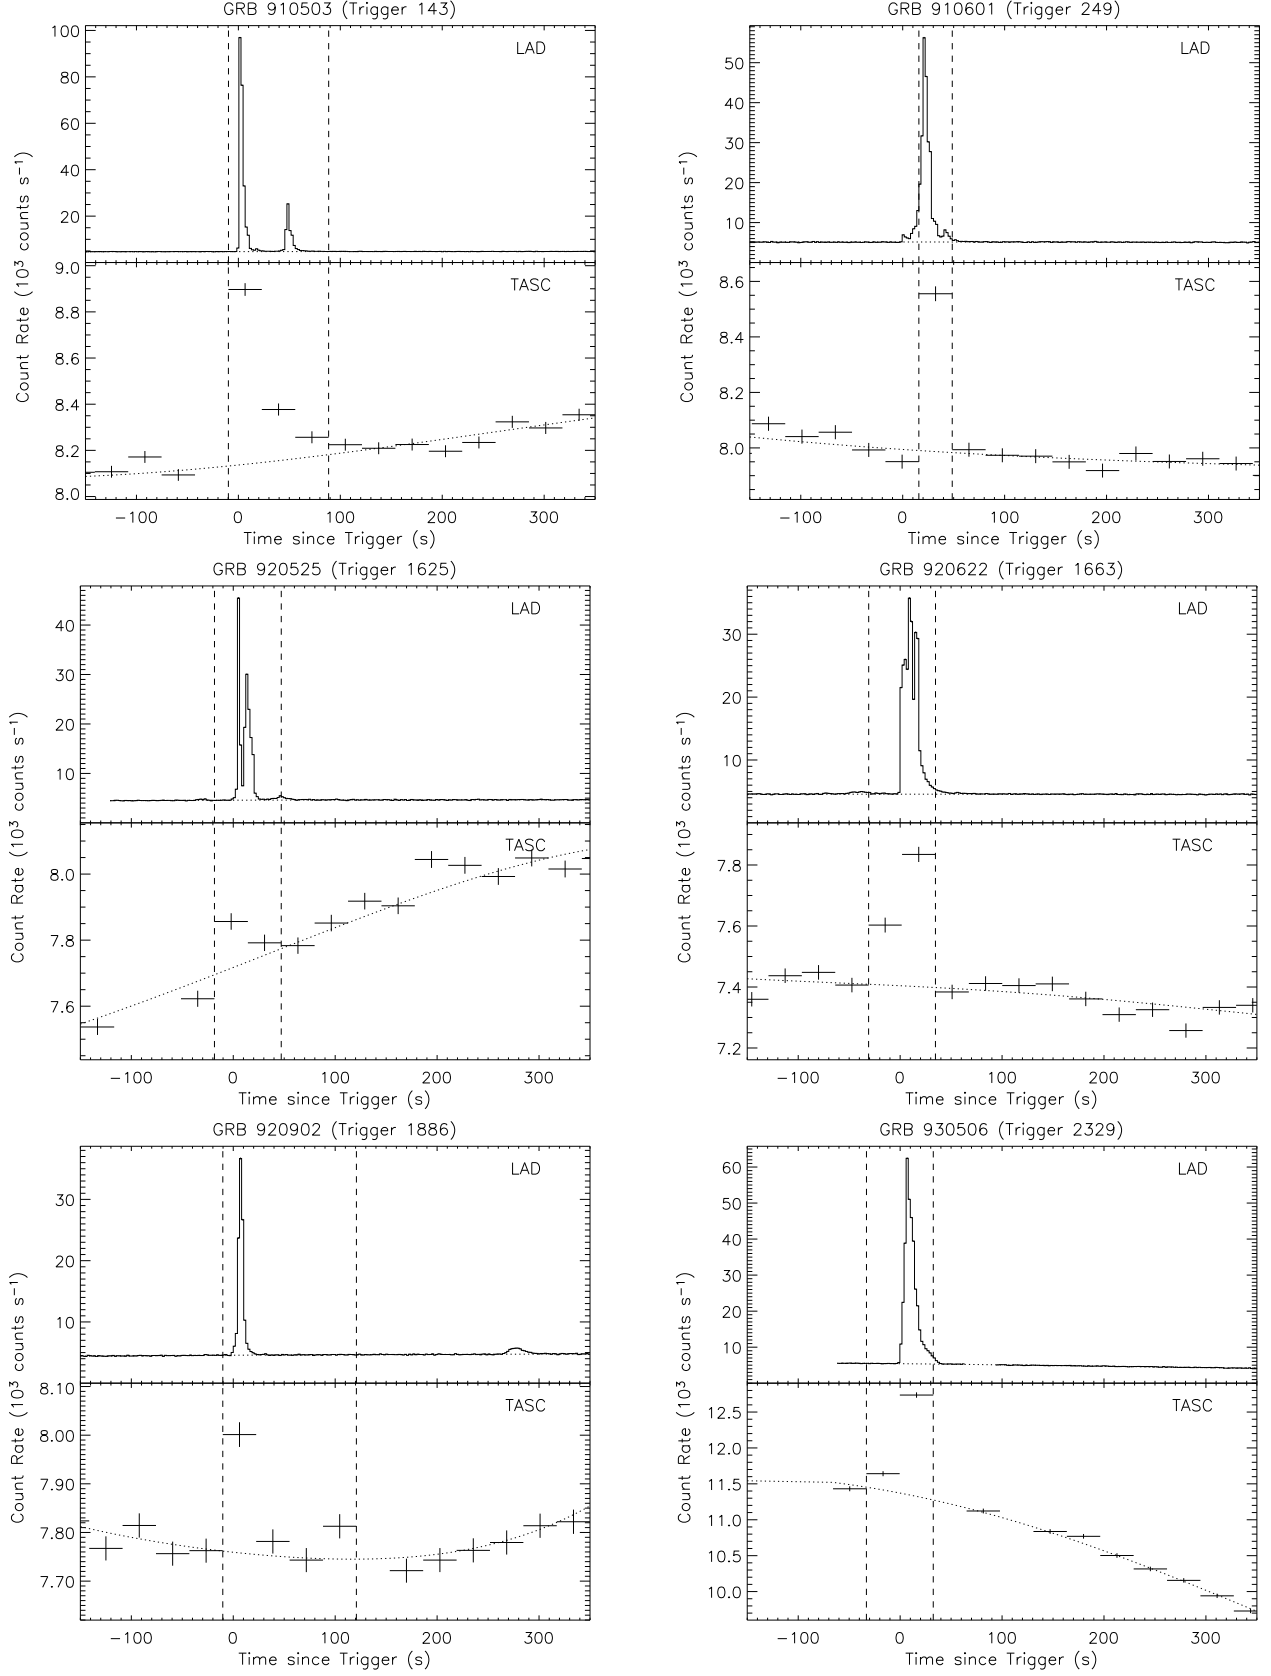 GRB 910503 (Trigger 143)
LAD
100
80
60
40
20
TASC
9.0
8.8
8.6
8.4
8.2
8.0
Count Rate (10³ counts s⁻¹)
−100 0 100 200 300
Time since Trigger (s)
GRB 910601 (Trigger 249)
LAD
50
40
30
20
10
TASC
8.6
8.4
8.2
8.0
Count Rate (10³ counts s⁻¹)
−100 0 100 200 300
Time since Trigger (s)
GRB 920525 (Trigger 1625)
LAD
40
30
20
10
TASC
8.0
7.8
7.6
Count Rate (10³ counts s⁻¹)
−100 0 100 200 300
Time since Trigger (s)
GRB 920622 (Trigger 1663)
LAD
30
20
10
TASC
7.8
7.6
7.4
7.2
Count Rate (10³ counts s⁻¹)
−100 0 100 200 300
Time since Trigger (s)
GRB 920902 (Trigger 1886)
LAD
30
20
10
TASC
8.10
8.00
7.90
7.80
7.70
Count Rate (10³ counts s⁻¹)
−100 0 100 200 300
Time since Trigger (s)
GRB 930506 (Trigger 2329)
LAD
60
50
40
30
20
10
TASC
12.5
12.0
11.5
11.0
10.5
10.0
Count Rate (10³ counts s⁻¹)
−100 0 100 200 300
Time since Trigger (s)